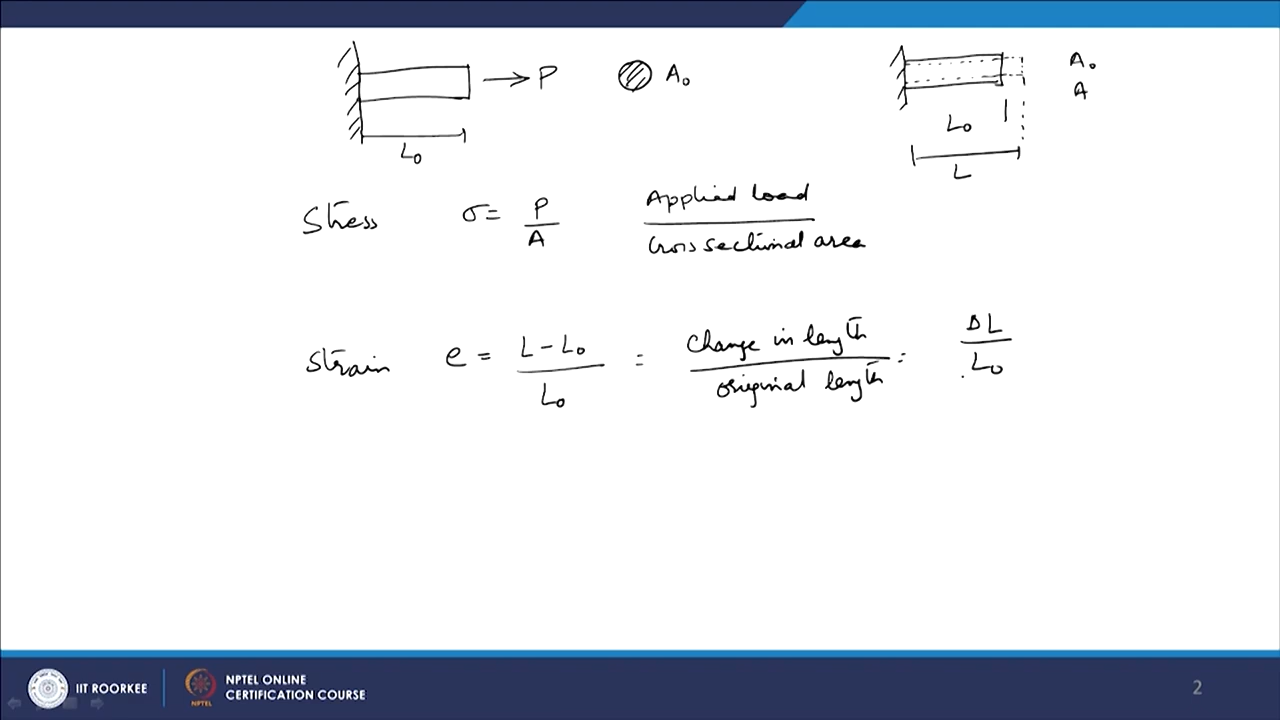 P A₀ A₀
A
L₀ L₀
L
Stress σ = P / A Applied load / Cross sectional area
Strain e = L - L₀ / L₀ = Change in length / original length = ΔL / L₀
IIT ROORKEE NPTEL ONLINE
CERTIFICATION COURSE
NPTEL
2